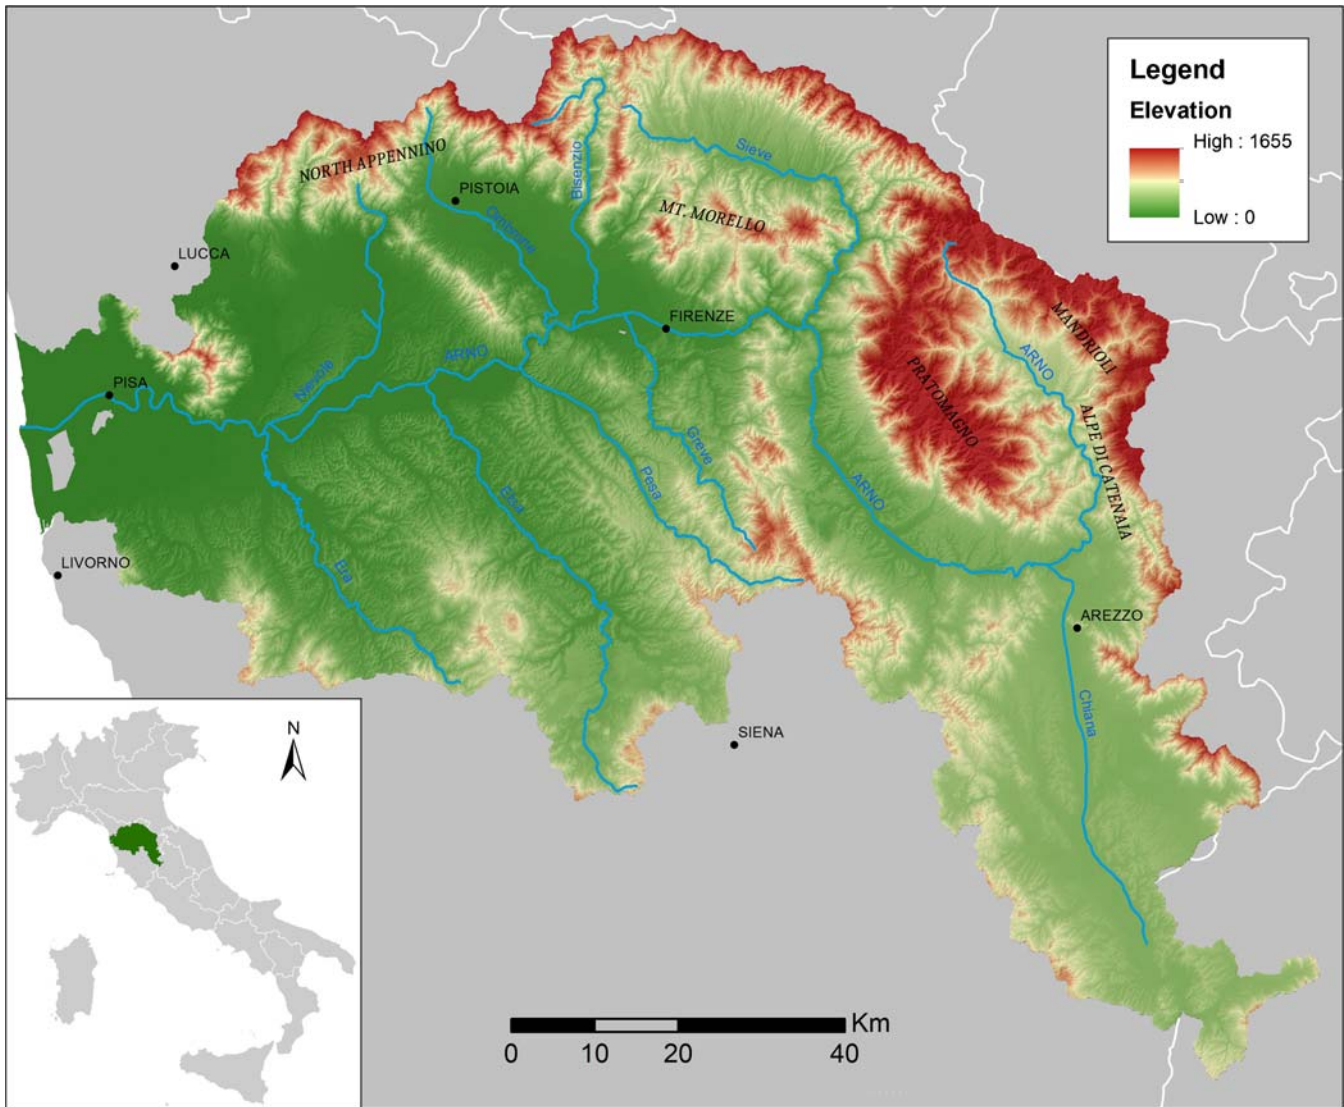 Legend
Elevation
High : 1655
Low : 0
NORTH APPENNINO
PISTOIA
Ombrone
Bisenzio
Sieve
MT. MORELLO
LUCCA
FIRENZE
MANDRIOLI
ARNO
PRATOMAGNO
ALPE DI CATENAIA
Nievole
ARNO
PISA
Greve
Pesa
Elsa
Era
ARNO
LIVORNO
AREZZO
Chiana
SIENA
N
Km
0 10 20 40